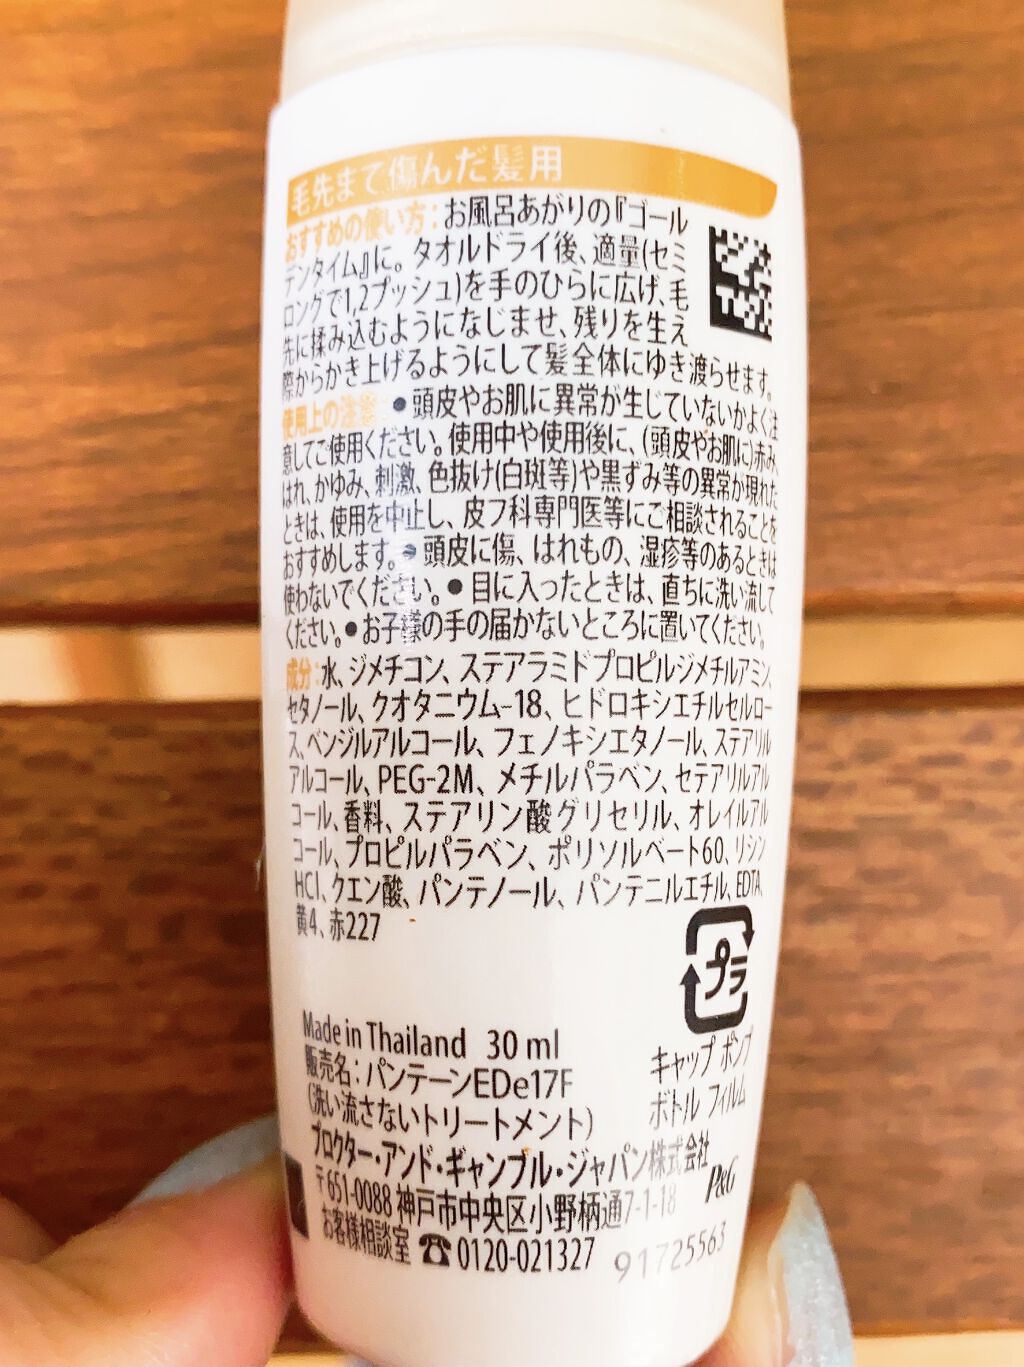 毛先まで傷んだ髪用
おすすめの使い方：お風呂あがりの『ゴール
デンタイム』に。タオルドライ後、適量(セミ
ロングで1,2プッシュ)を手のひらに広げ、毛
先に揉み込むようになじませ、残りを生え
際からかき上げるようにして髪全体にゆき渡らせます。
使用上の注意：●頭皮やお肌に異常が生じていないかよく注
意してご使用ください。使用中や使用後に、(頭皮やお肌に)赤み、
はれ、かゆみ、刺激、色抜け(白斑等)や黒ずみ等の異常が現れた
ときは、使用を中止し、皮フ科専門医等にご相談されることを
おすすめします。●頭皮に傷、はれもの、湿疹等のあるときは
使わないでください。●目に入ったときは、直ちに洗い流して
ください。●お子様の手の届かないところに置いてください。
成分：水、ジメチコン、ステアラミドプロピルジメチルアミン、
セタノール、クオタニウム-18、ヒドロキシエチルセルロー
ス、ベンジルアルコール、フェノキシエタノール、ステアリル
アルコール、PEG-2M、メチルパラベン、セテアリルアル
コール、香料、ステアリン酸グリセリル、オレイルアル
コール、プロピルパラベン、ポリソルベート60、リシン
HCl、クエン酸、パンテノール、パンテニルエチル、EDTA、
黄4、赤227
プラ
キャップ ポンプ
ボトル フィルム
Made in Thailand 30 ml
販売名：パンテーンEDe17F
(洗い流さないトリートメント)
プロクター・アンド・ギャンブル・ジャパン株式会社
〒651-0088 神戸市中央区小野柄通7-1-18
P&G
お客様相談室 ☎0120-021327
91725563